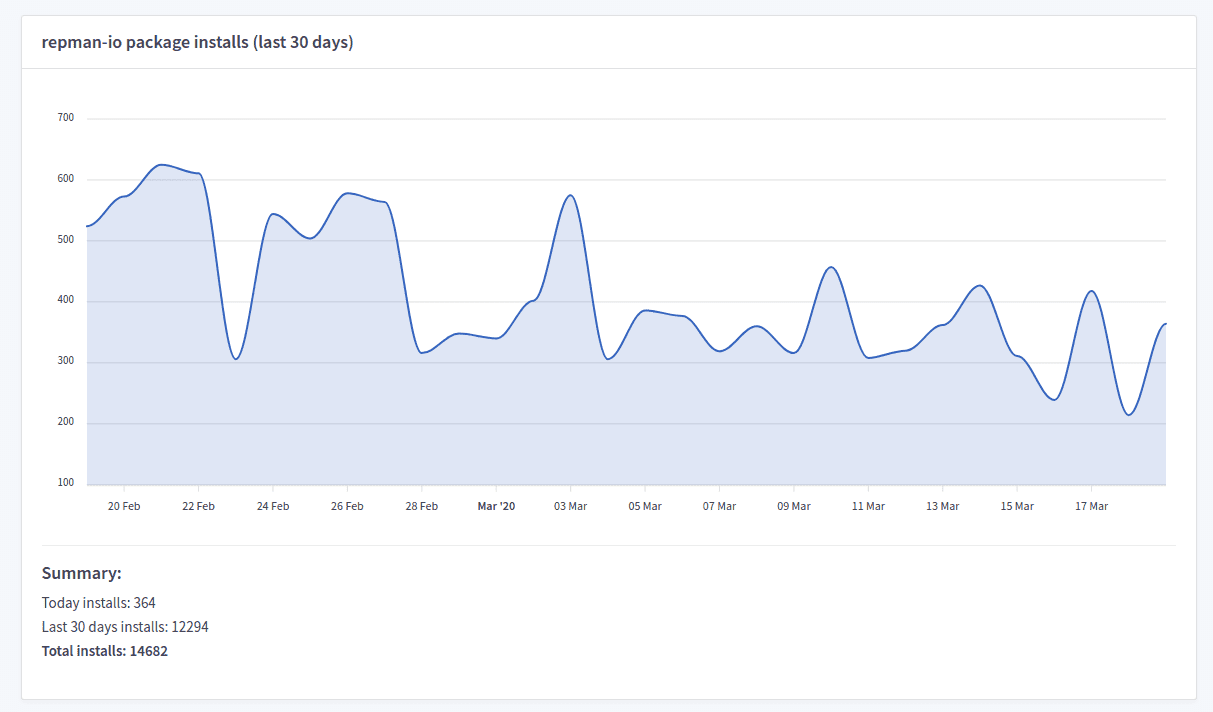 repman-io package installs (last 30 days)
700
600
500
400
300
200
100
20 Feb 22 Feb 24 Feb 26 Feb 28 Feb Mar '20 03 Mar 05 Mar 07 Mar 09 Mar 11 Mar 13 Mar 15 Mar 17 Mar
Summary:
Today installs: 364
Last 30 days installs: 12294
Total installs: 14682